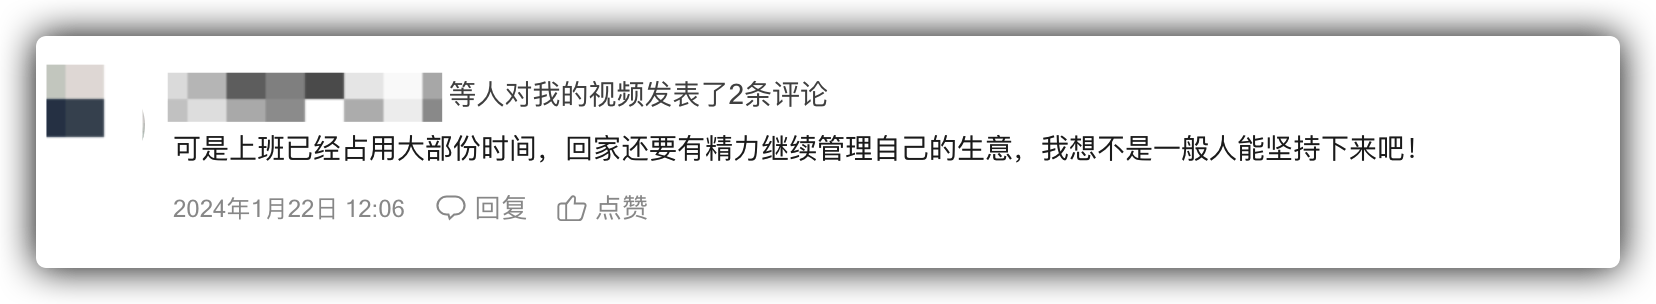 等人对我的视频发表了2条评论
可是上班已经占用大部份时间，回家还要有精力继续管理自己的生意，我想不是一般人能坚持下来吧！
2024年1月22日 12:06 回复 点赞